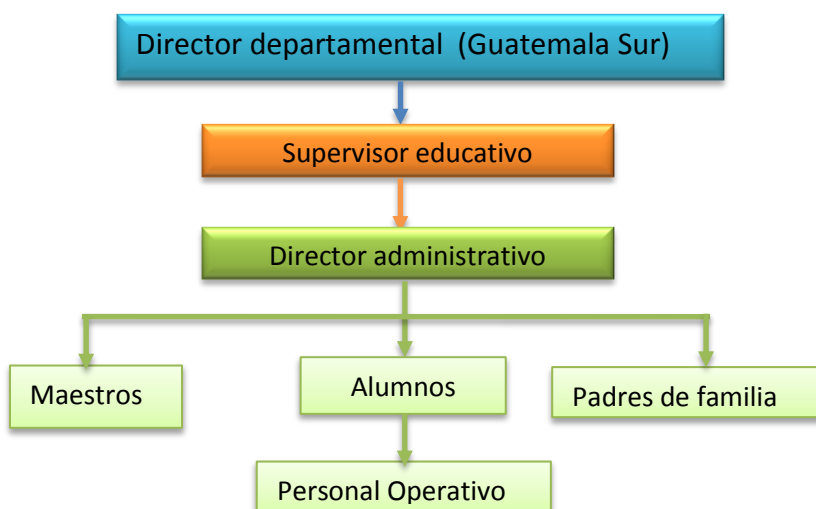 Director departamental (Guatemala Sur)
Supervisor educativo
Director administrativo
Maestros
Alumnos
Padres de familia
Personal Operativo